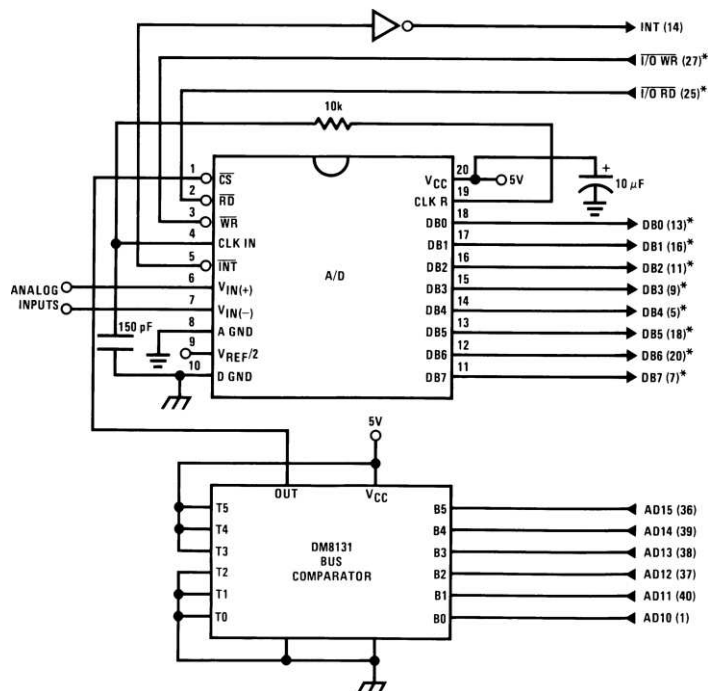 INT (14)
I/O WR (27)*
I/O RD (25)*
10k
1
CS
2
RD
3
WR
4
CLK IN
5
INT
6
VIN(+)
7
VIN(−)
8
A GND
9
VREF/2
10
D GND
A/D
20
VCC
5V
10 µF
+
19
CLK R
18
DB0
DB0 (13)*
17
DB1
DB1 (16)*
16
DB2
DB2 (11)*
15
DB3
DB3 (9)*
14
DB4
DB4 (5)*
13
DB5
DB5 (18)*
12
DB6
DB6 (20)*
11
DB7
DB7 (7)*
ANALOG
INPUTS
150 pF
5V
OUT
VCC
T5
T4
T3
T2
T1
T0
DM8131
BUS
COMPARATOR
B5
AD15 (36)
B4
AD14 (39)
B3
AD13 (38)
B2
AD12 (37)
B1
AD11 (40)
B0
AD10 (1)